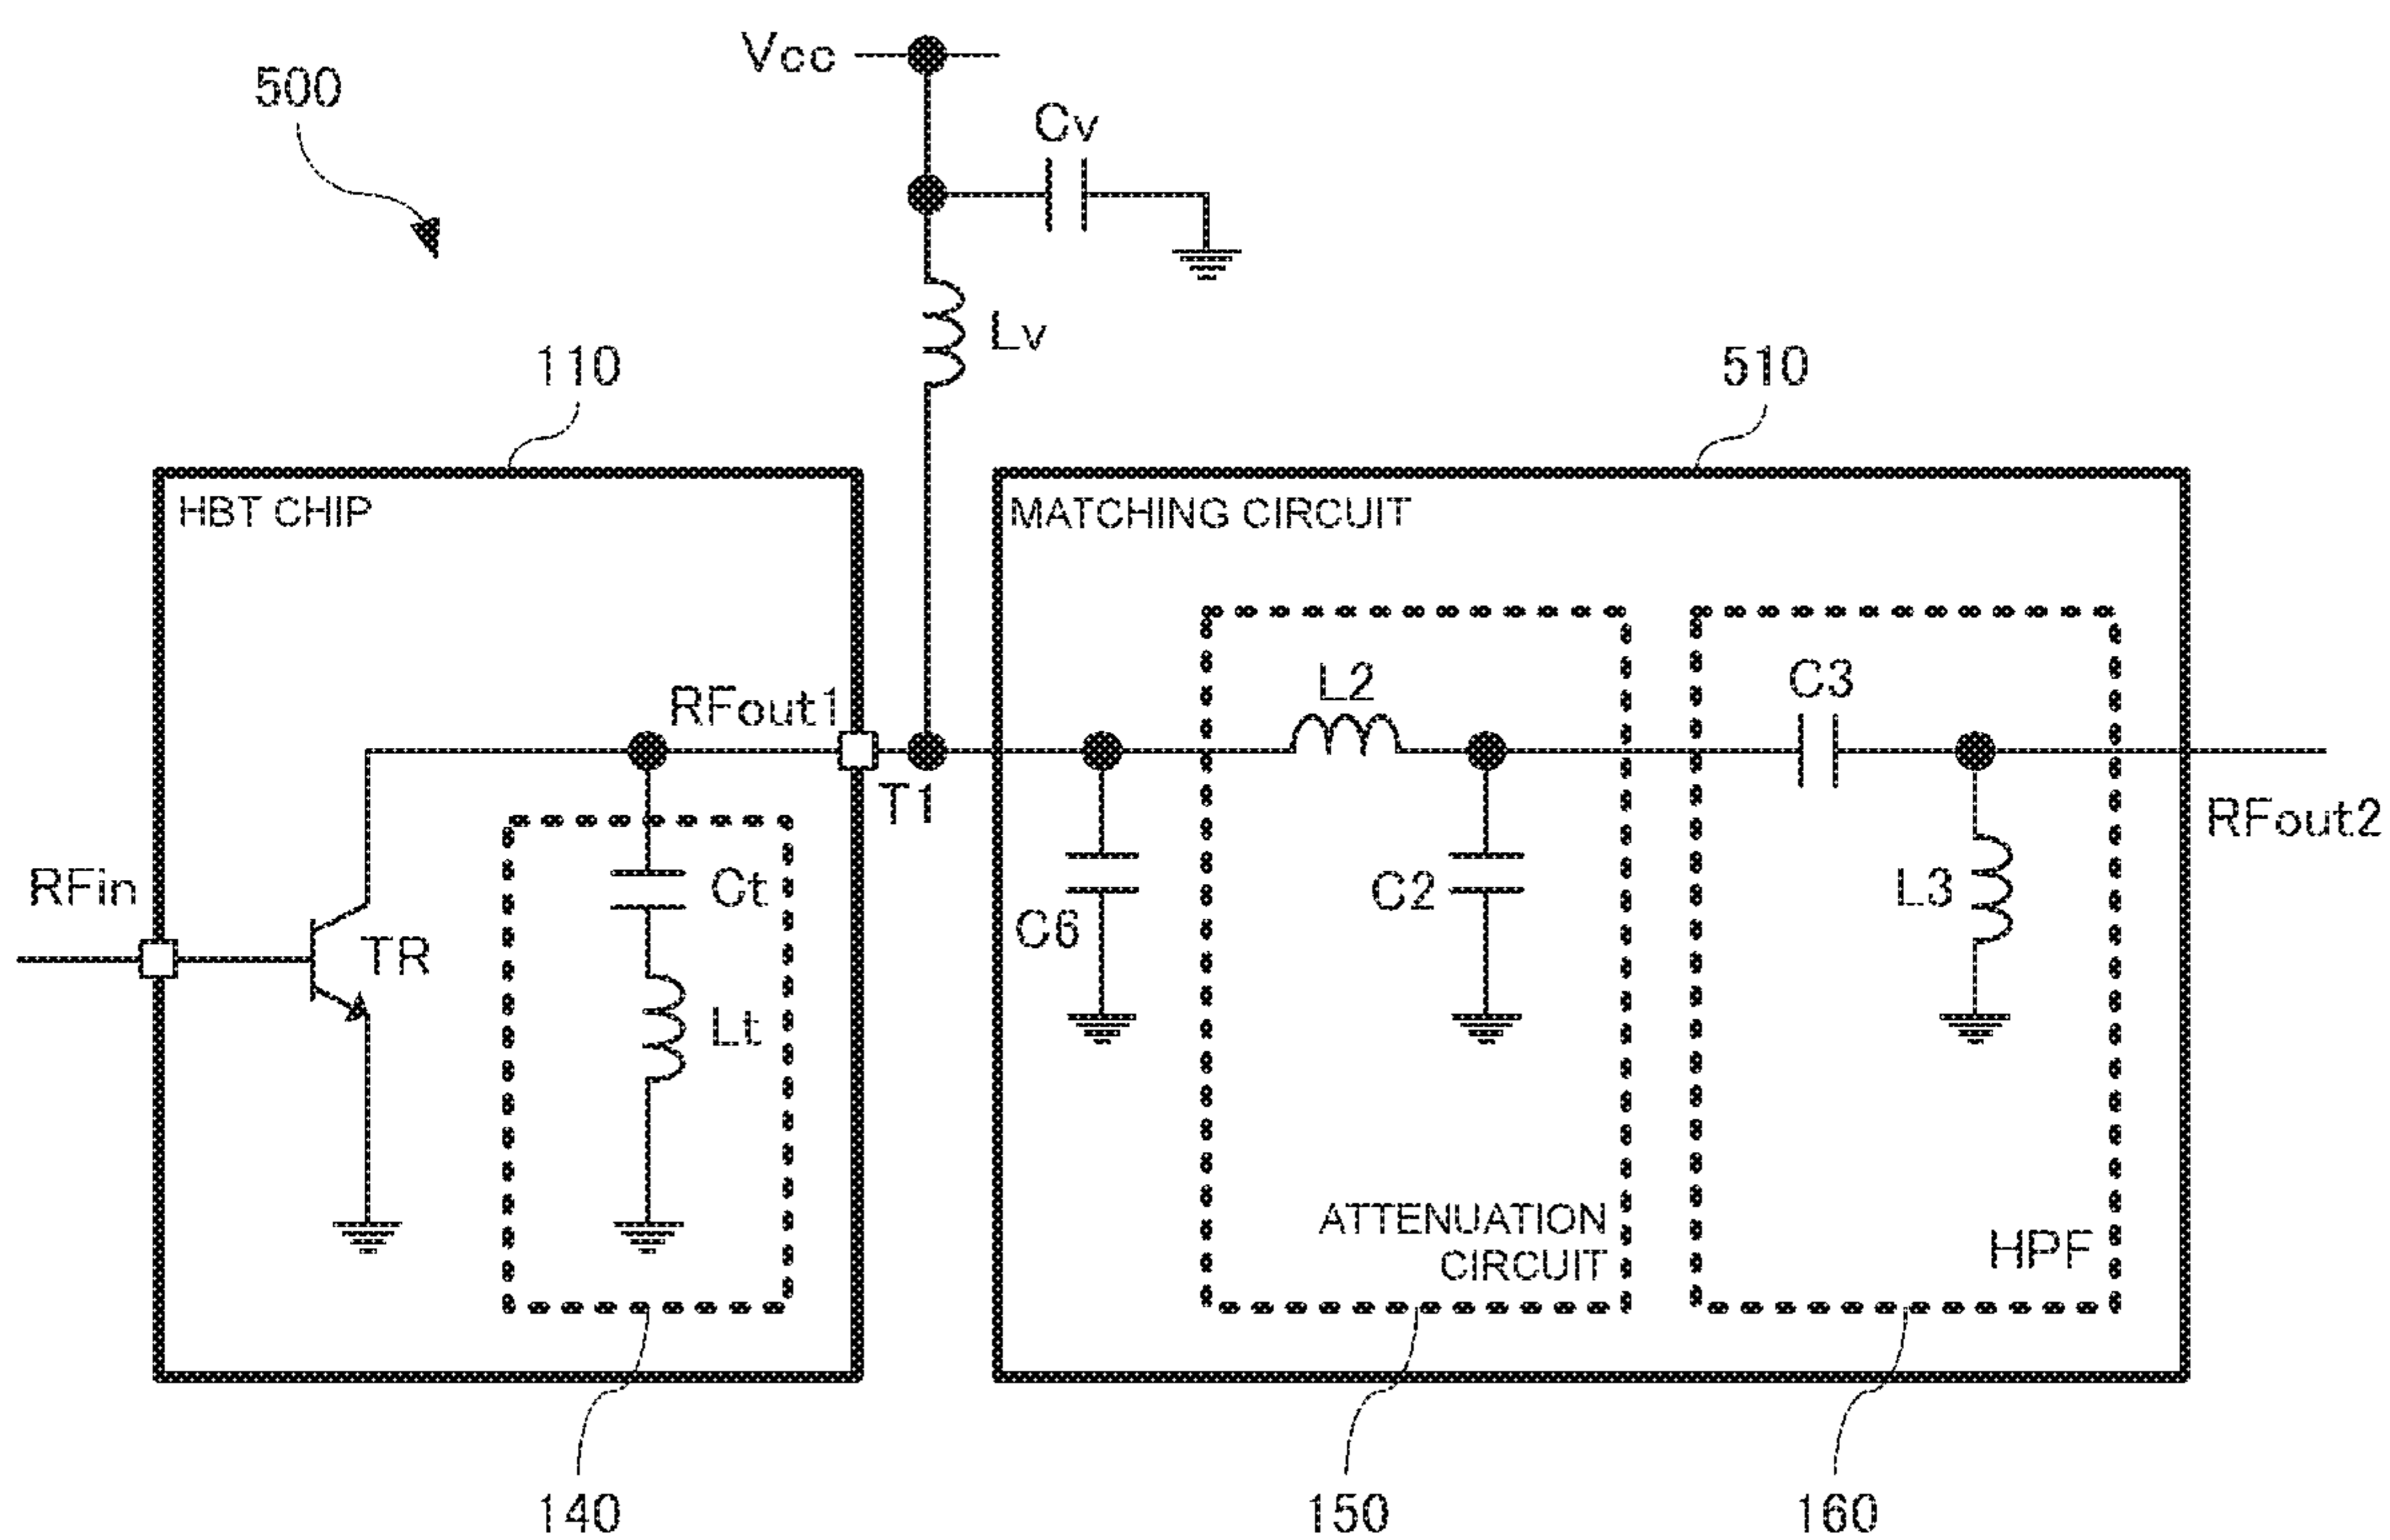 Vcc
500
Cv
Lv
110
510
HBT CHIP
MATCHING CIRCUIT
L2
C3
RFout1
T1
RFout2
RFin
Ct
C2
L3
TR
C6
Lt
ATTENUATION
CIRCUIT
HPF
140
150
160